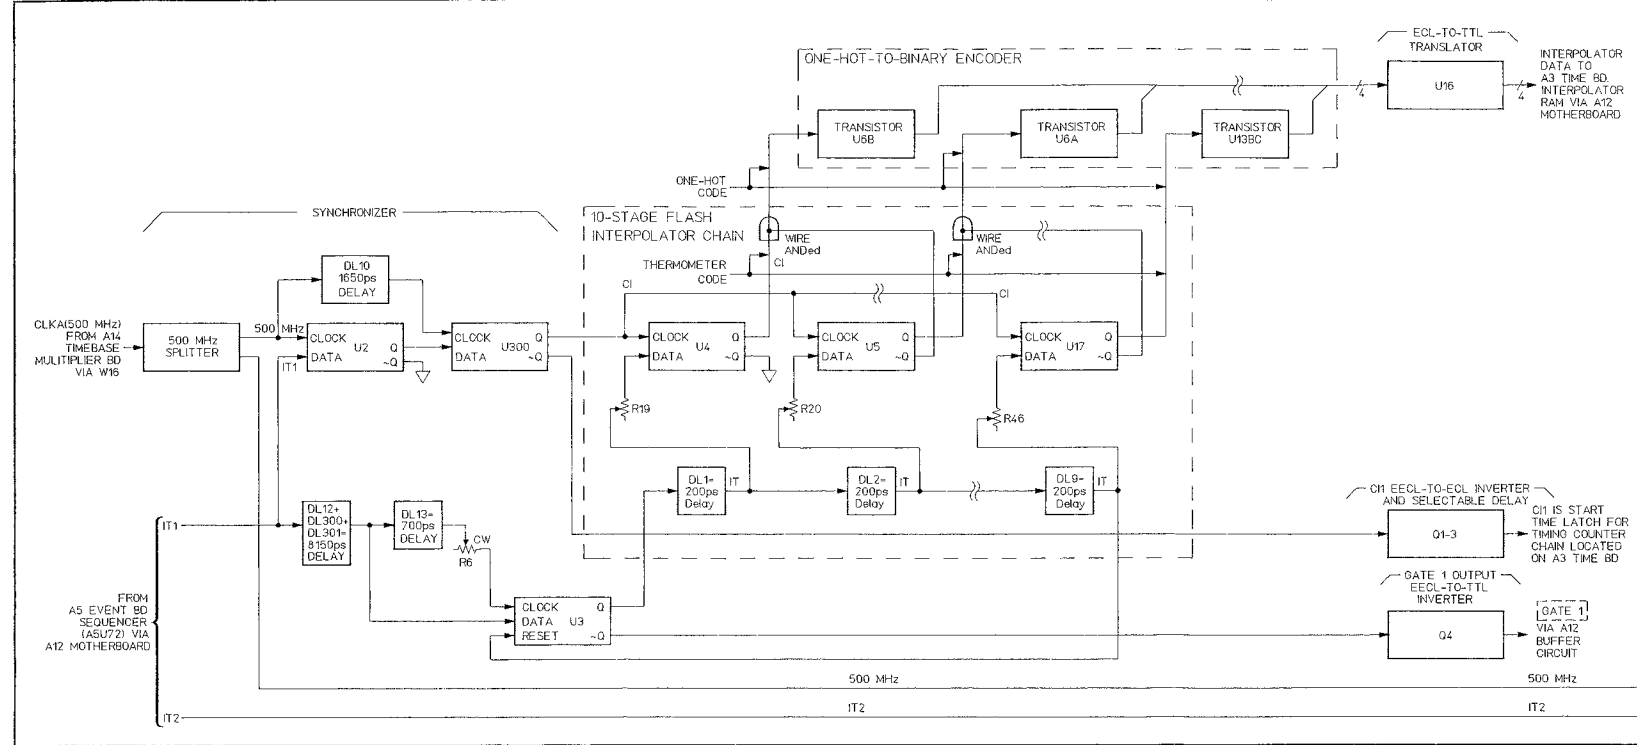 ECL-TO-TTL
TRANSLATOR
ONE-HOT-TO-BINARY ENCODER
U16
4
4
INTERPOLATOR
DATA TO
A3 TIME BD.
INTERPOLATOR
RAM VIA A12
MOTHERBOARD
TRANSISTOR
U6B
TRANSISTOR
U6A
TRANSISTOR
U13BC
ONE-HOT
CODE
SYNCHRONIZER
10-STAGE FLASH
INTERPOLATOR CHAIN
WIRE
ANDed
WIRE
ANDed
THERMOMETER
CODE
CI
DL10
1650ps
DELAY
CI
CI
CLKA(500 MHz)
FROM A14
TIMEBASE
MULITIPLIER BD
VIA W16
500 MHz
SPLITTER
500 MHz
IT1
CLOCK
DATA
U2
Q
~Q
CLOCK
DATA
U300
Q
~Q
CLOCK
DATA
U4
Q
~Q
CLOCK
DATA
U5
Q
~Q
CLOCK
DATA
U17
Q
~Q
R19
R20
R46
DL1=
200ps
Delay
IT
DL2=
200ps
Delay
IT
DL9=
200ps
Delay
IT
IT1
DL12+
DL300+
DL301=
8150ps
DELAY
DL13=
700ps
DELAY
CW
R6
CI1 EECL-TO-ECL INVERTER
AND SELECTABLE DELAY
Q1-3
CI1 IS START
TIME LATCH FOR
TIMING COUNTER
CHAIN LOCATED
ON A3 TIME BD
FROM
A5 EVENT BD
SEQUENCER
(A5U72) VIA
A12 MOTHERBOARD
CLOCK
DATA
RESET
U3
Q
~Q
GATE 1 OUTPUT
EECL-TO-TTL
INVERTER
Q4
GATE 1
VIA A12
BUFFER
CIRCUIT
500 MHz
500 MHz
IT2
IT2
IT2